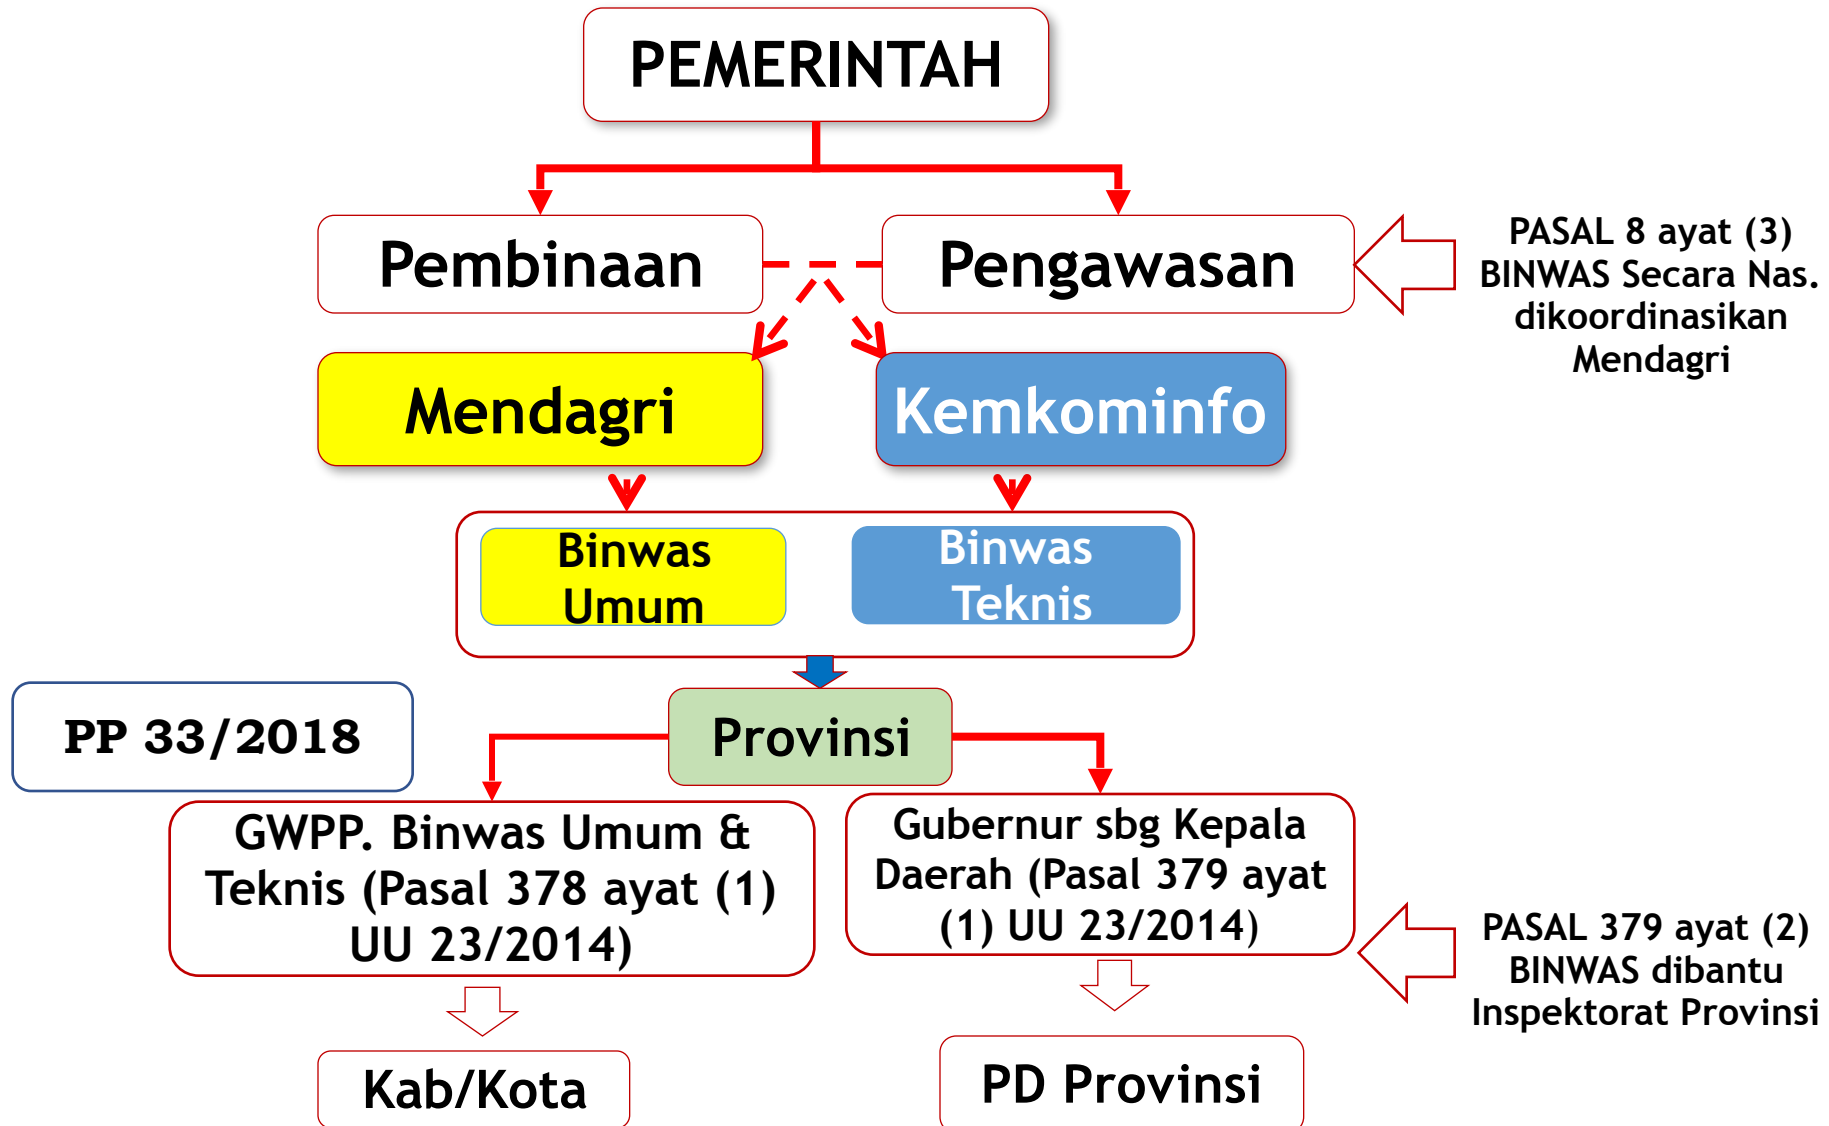 PEMERINTAH
Pembinaan
Pengawasan
PASAL 8 ayat (3)
BINWAS Secara Nas.
dikoordinasikan
Mendagri
Mendagri
Kemkominfo
Binwas
Umum
Binwas
Teknis
PP 33/2018
Provinsi
GWPP. Binwas Umum &
Teknis (Pasal 378 ayat (1)
UU 23/2014)
Gubernur sbg Kepala
Daerah (Pasal 379 ayat
(1) UU 23/2014)
PASAL 379 ayat (2)
BINWAS dibantu
Inspektorat Provinsi
Kab/Kota
PD Provinsi